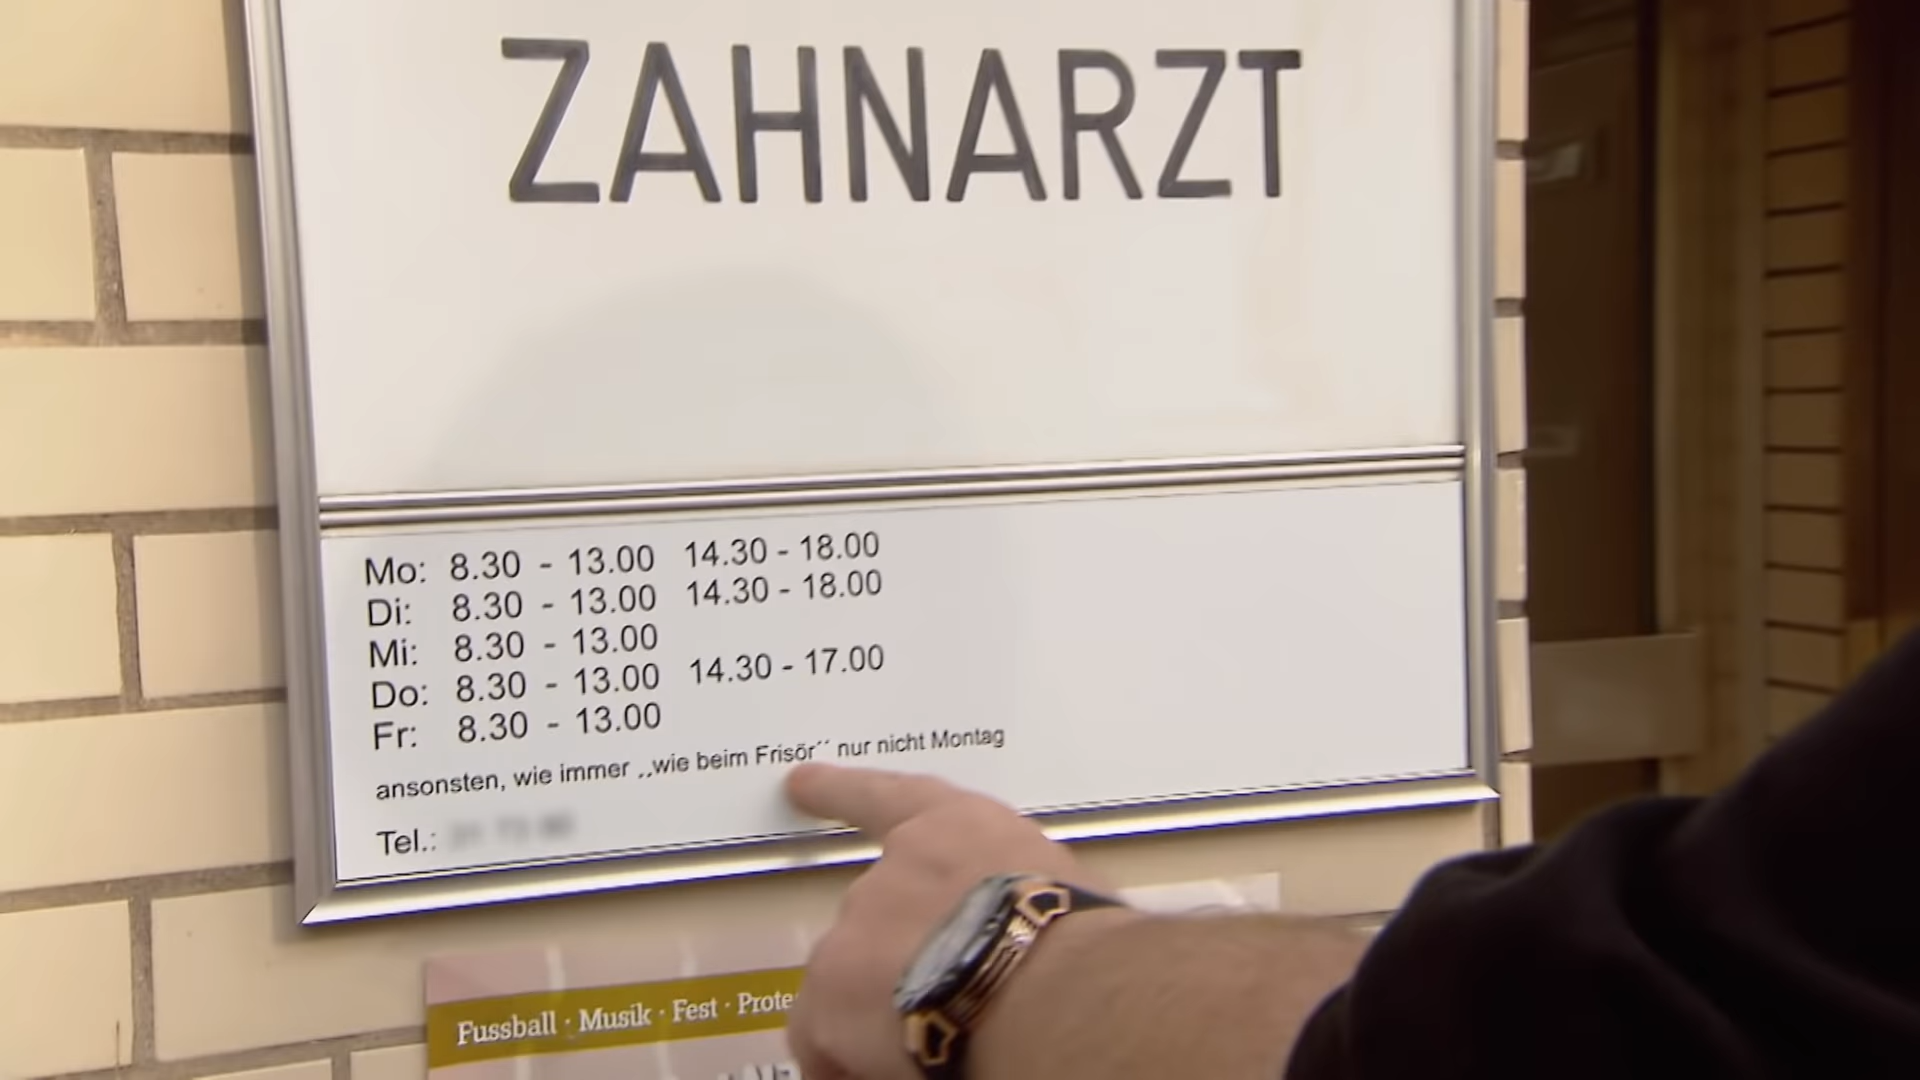 ZAHNARZT
Mo: 8.30 - 13.00 14.30 - 18.00
Di: 8.30 - 13.00 14.30 - 18.00
Mi: 8.30 - 13.00
Do: 8.30 - 13.00 14.30 - 17.00
Fr: 8.30 - 13.00
ansonsten, wie immer ,,wie beim Frisör´´ nur nicht Montag
Tel.:
Fussball · Musik · Fest · Prote